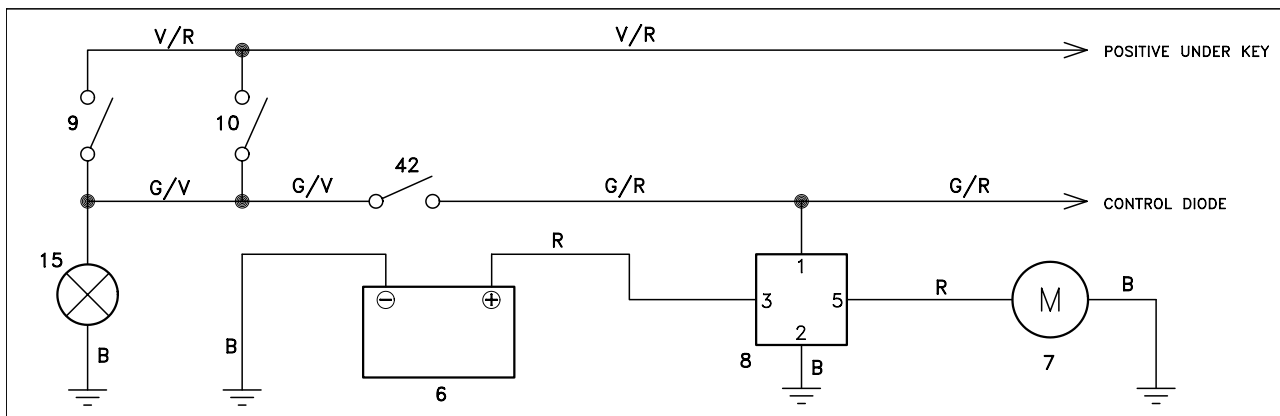 V/R V/R
POSITIVE UNDER KEY
9 10
42
G/V G/V G/R G/R
CONTROL DIODE
15 R
− + 1
3 5 R M B
2
B B 8 B 7
6